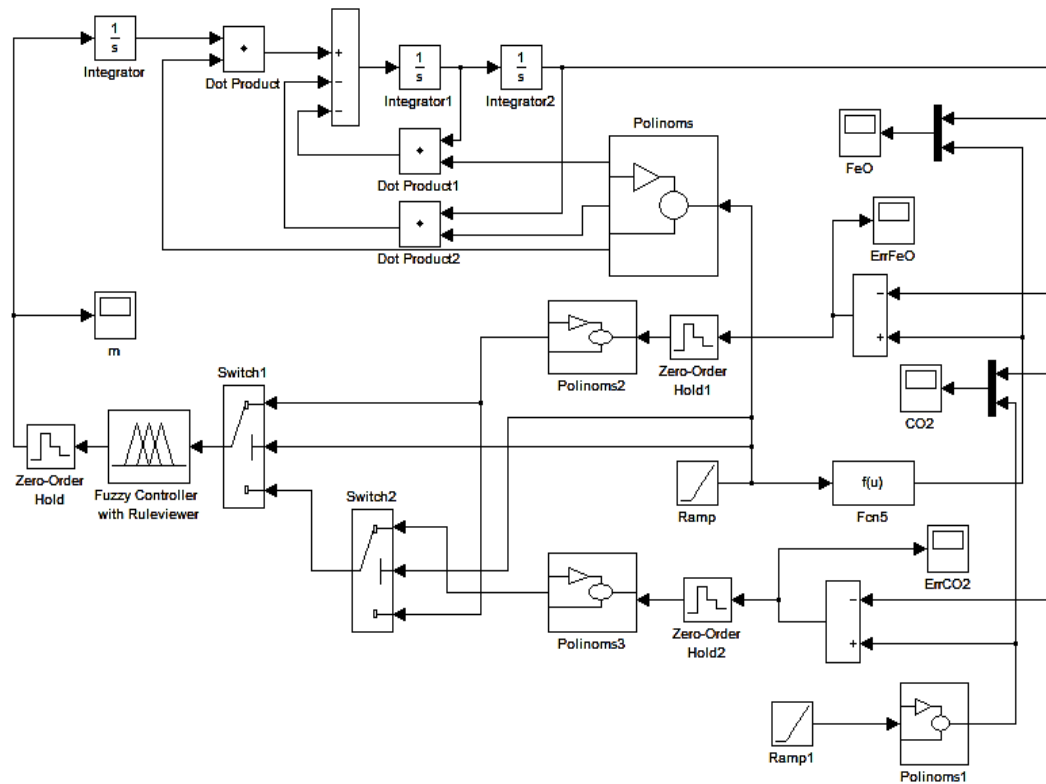 1
s
Integrator
Dot Product
+
−
−
1
s
Integrator1
1
s
Integrator2
Dot Product1
Dot Product2
Polinoms
FeO
ErrFeO
−
+
m
Polinoms2
Zero-Order
Hold1
CO2
Switch1
Zero-Order
Hold
Fuzzy Controller
with Ruleviewer
Switch2
Ramp
f(u)
Fcn5
ErrCO2
Polinoms3
Zero-Order
Hold2
−
+
Ramp1
Polinoms1